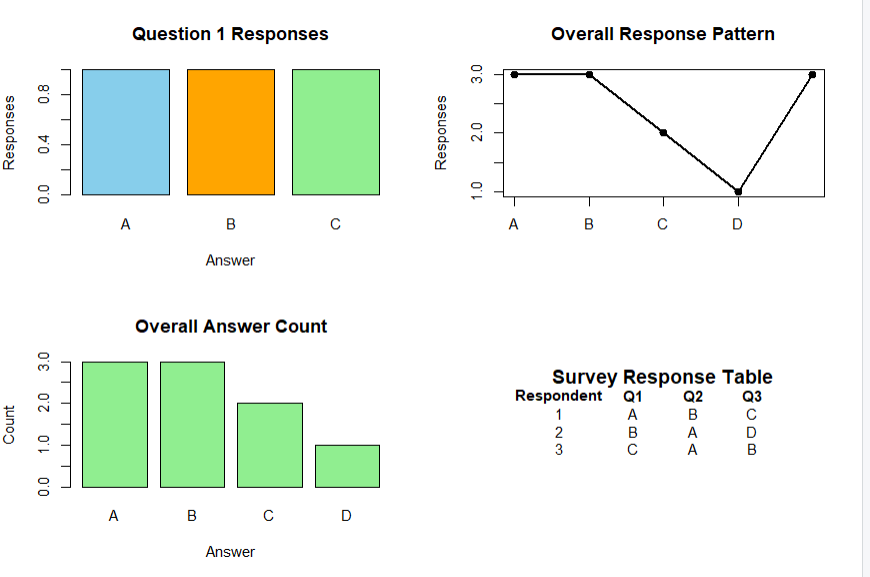 Question 1 Responses
Responses
0.0 0.4 0.8
A B C
Answer
Overall Response Pattern
Responses
1.0 2.0 3.0
A B C D
Overall Answer Count
Count
0.0 1.0 2.0 3.0
A B C D
Answer
Survey Response Table
Respondent Q1 Q2 Q3
1 A B C
2 B A D
3 C A B